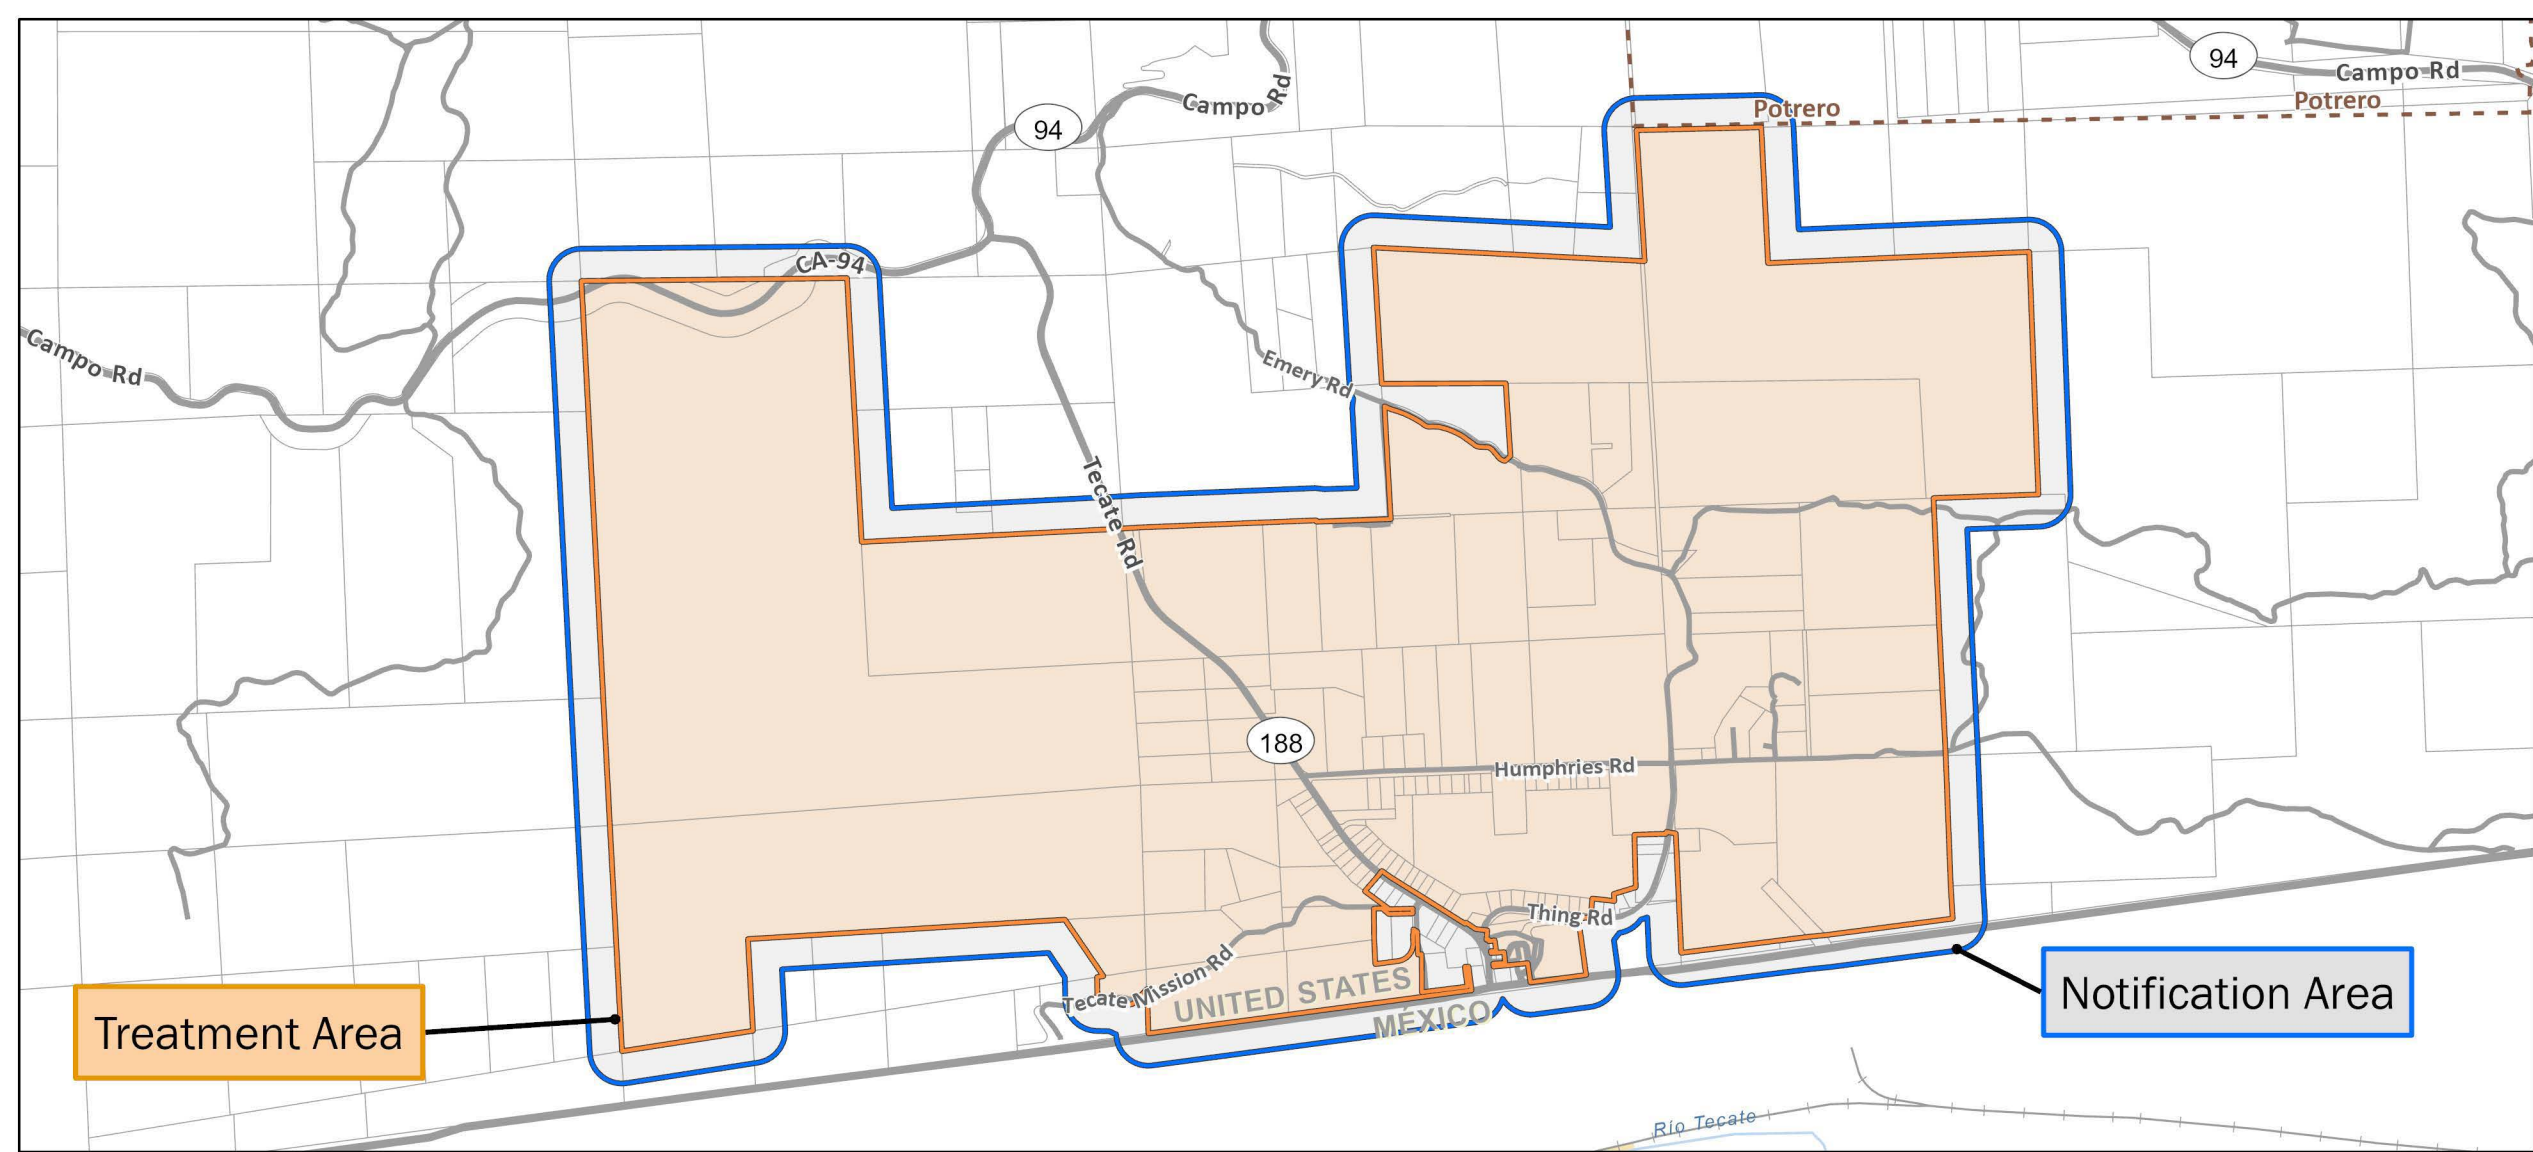 94
Campo Rd
Potrero
94
Campo Rd
Potrero
CA-94
Campo Rd
Emery Rd
Tecate Rd
188
Humphries Rd
Thing Rd
Tecate Mission Rd
UNITED STATES
MÉXICO
Treatment Area
Notification Area
Río Tecate